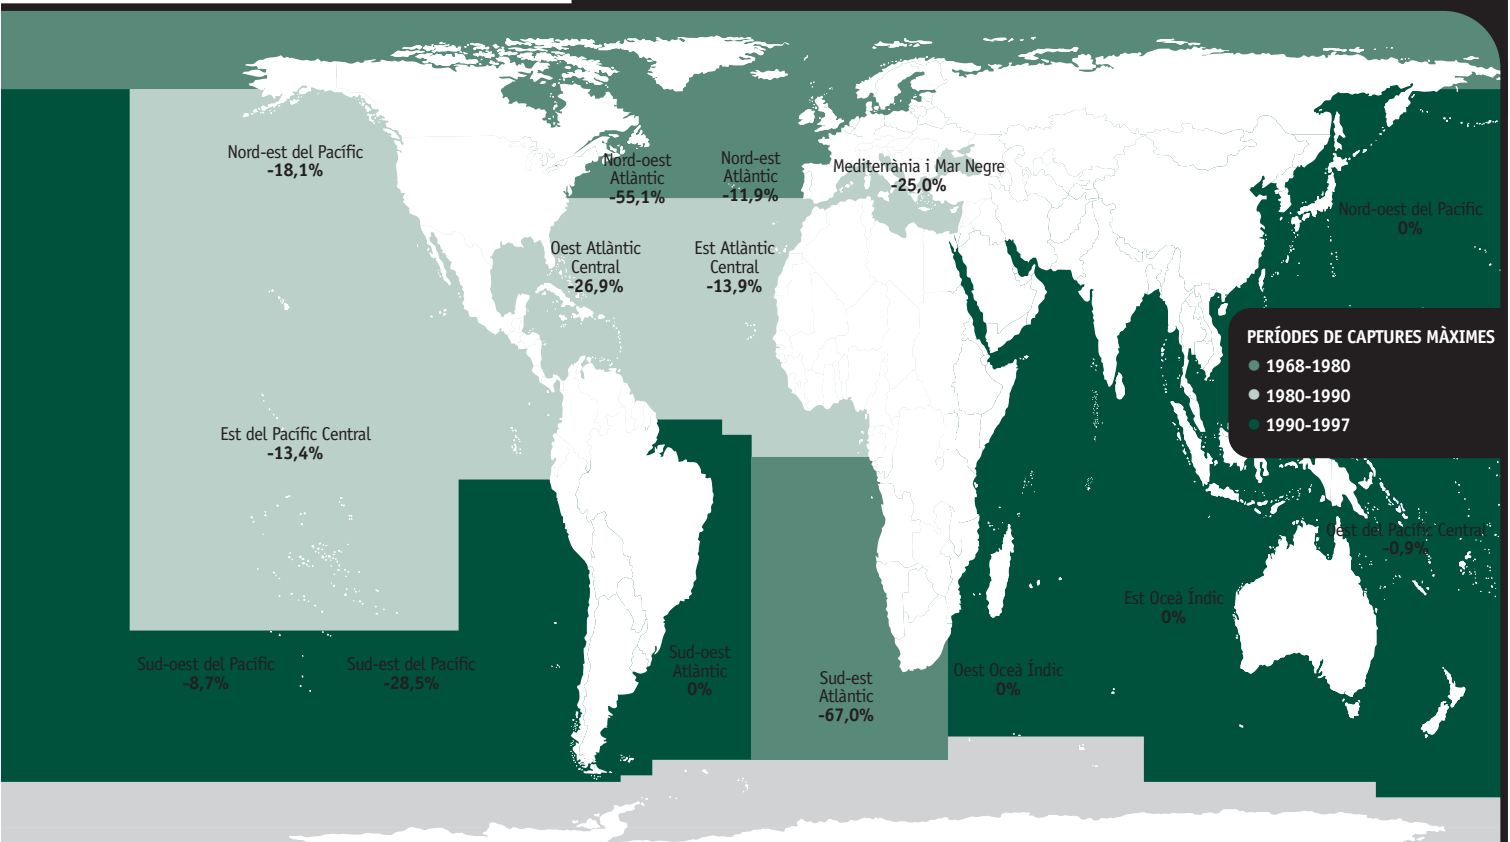 Nord-est del Pacífic
-18,1%
Nord-oest
Atlàntic
-55,1%
Nord-est
Atlàntic
-11,9%
Mediterrània i Mar Negre
-25,0%
Nord-oest del Pacífic
0%
Oest Atlàntic
Central
-26,9%
Est Atlàntic
Central
-13,9%
PERÍODES DE CAPTURES MÀXIMES
1968-1980
1980-1990
1990-1997
Est del Pacífic Central
-13,4%
Oest del Pacífic Central
-0,9%
Est Oceà Índic
0%
Sud-oest del Pacífic
-8,7%
Sud-est del Pacífic
-28,5%
Sud-oest
Atlàntic
0%
Sud-est
Atlàntic
-67,0%
Oest Oceà Índic
0%